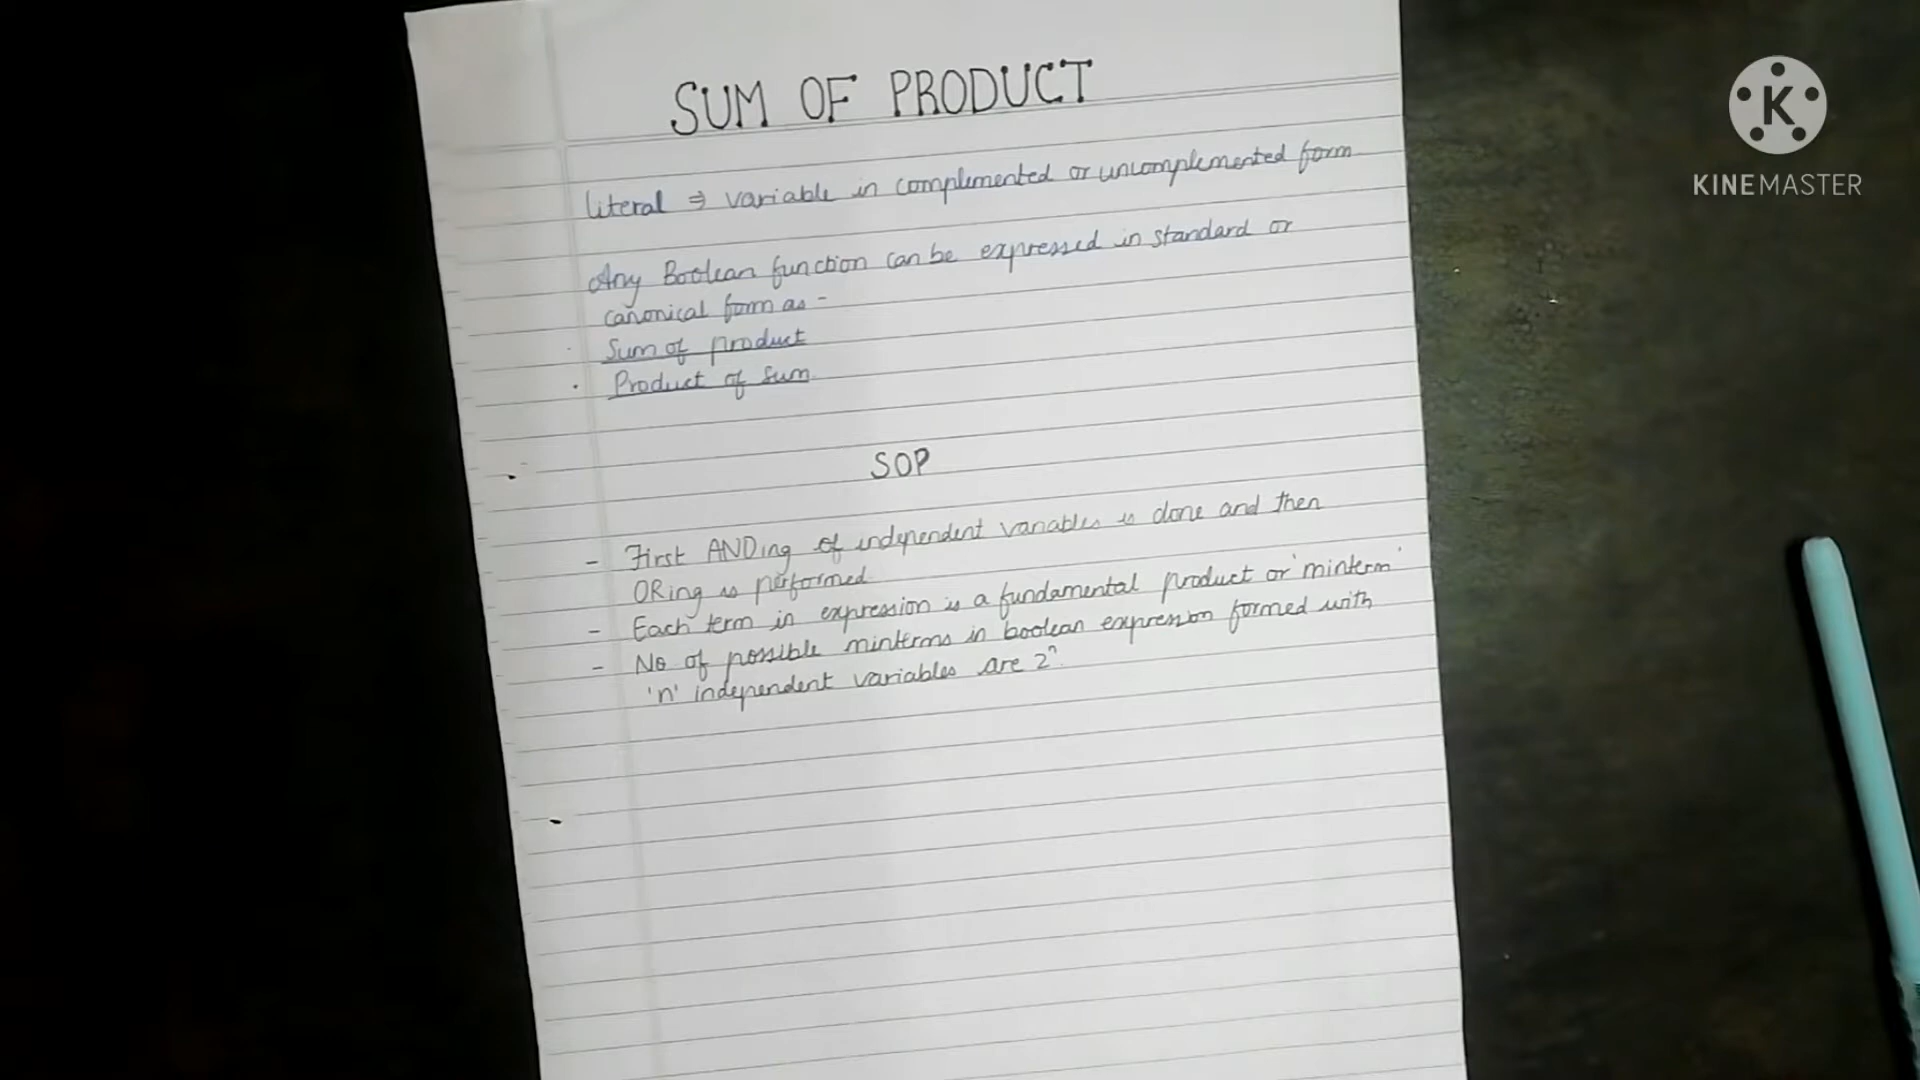 SUM OF PRODUCT
literal ⇒ variable in complemented or uncomplemented form
Any Boolean function can be expressed in standard or
canonical form as -
· Sum of product
· Product of sum.
SOP
- First ANDing of independent variables is done and then
ORing is performed.
- Each term in expression is a fundamental product or 'minterm'
- No of possible minterms in boolean expression formed with
'n' independent variables are 2ⁿ.
K
KINEMASTER